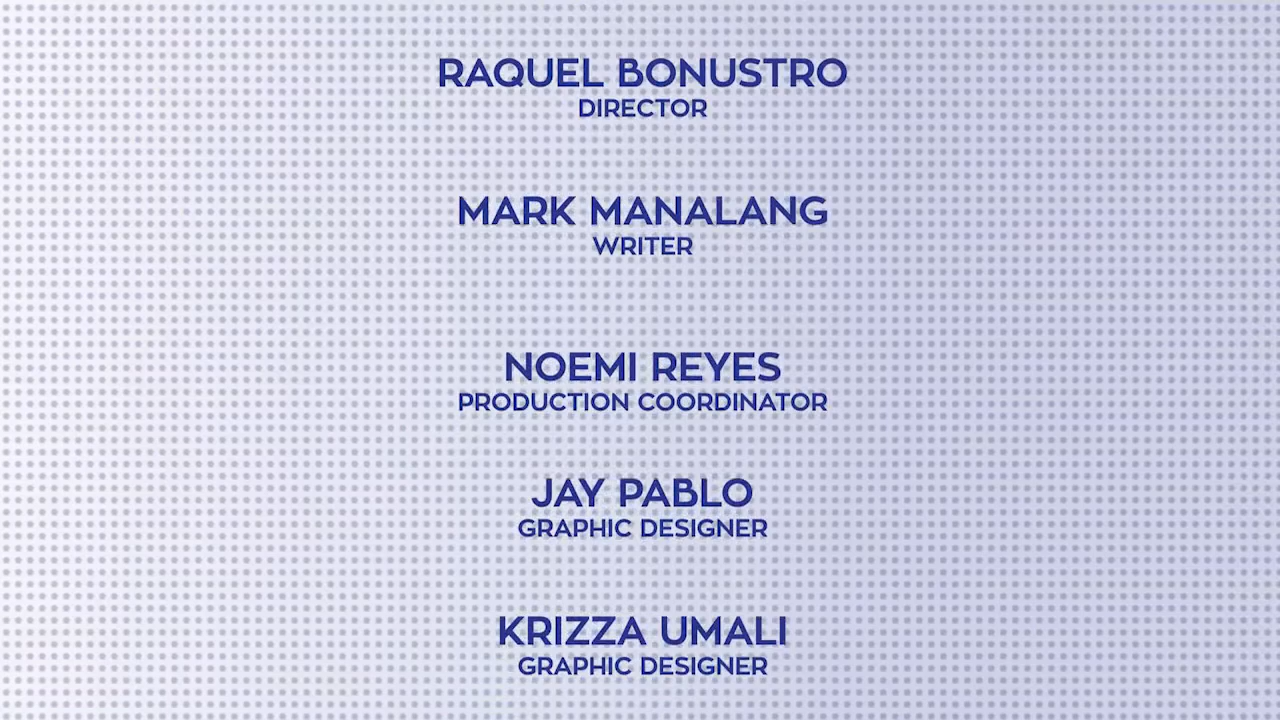 RAQUEL BONUSTRO
DIRECTOR
MARK MANALANG
WRITER
NOEMI REYES
PRODUCTION COORDINATOR
JAY PABLO
GRAPHIC DESIGNER
KRIZZA UMALI
GRAPHIC DESIGNER